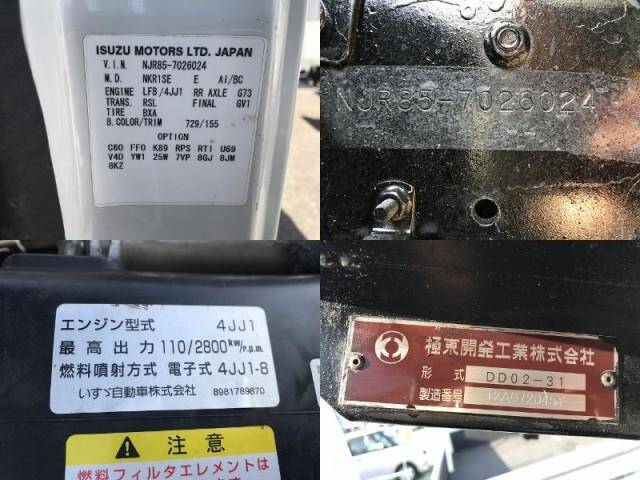 ISUZU MOTORS LTD. JAPAN
V.I.N. NJR85-7026024
M.D. NKR1SE E AI/BC
ENGINE LFB/4JJ1 RR AXLE G73
TRANS. RSL FINAL GV1
TIRE BXA
B.COLOR/TRIM 729/155
OPTION
C60 FFO K89 RPS RT1 U69
V4D YW1 25W 7VP 8GJ 8JM
8KZ
NJR85-7026024
エンジン型式 4JJ1
最高出力 110/2800kw/r.p.m
燃料噴射方式 電子式 4JJ1-8
いすゞ自動車株式会社 8981789870
注意
燃料フィルタエレメントは
極東開発工業株式会社
形式 DD02-31
製造番号